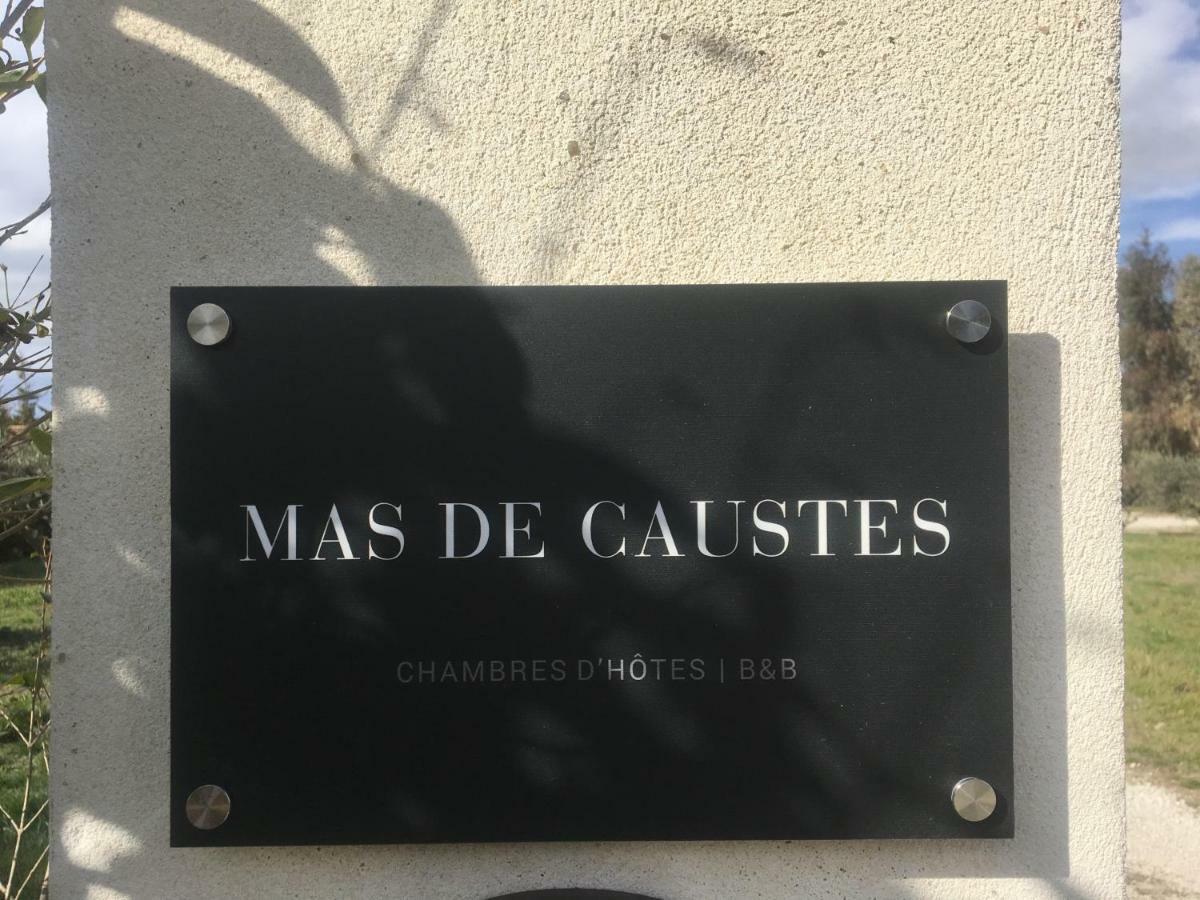 MAS DE CAUSTES
CHAMBRES D'HÔTES | B&B